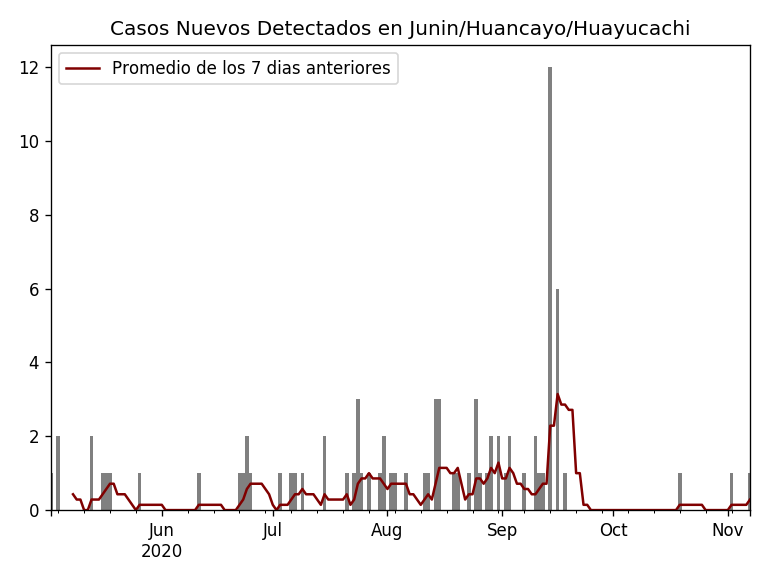 Casos Nuevos Detectados en Junin/Huancayo/Huayucachi
Promedio de los 7 dias anteriores
12
10
8
6
4
2
0
Jun Jul Aug Sep Oct Nov
2020